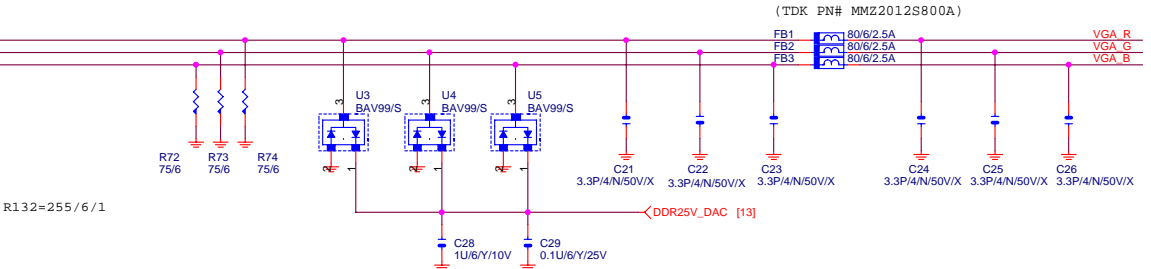 (TDK PN# MMZ2012S800A)
FB1 80/6/2.5A VGA_R
FB2 80/6/2.5A VGA_G
FB3 VGA_B
U3 U4 U5
BAV99/S BAV99/S BAV99/S
3 3 3
R72 R73 R74
75/6 75/6 75/6
2 1 2 1 2 1
C21 C22 C23 C24 C25 C26
3.3P/4/N/50V/X 3.3P/4/N/50V/X 3.3P/4/N/50V/X 3.3P/4/N/50V/X 3.3P/4/N/50V/X 3.3P/4/N/50V/X
R132=255/6/1
DDR25V_DAC [13]
C28 C29
1U/6/Y/10V 0.1U/6/Y/25V